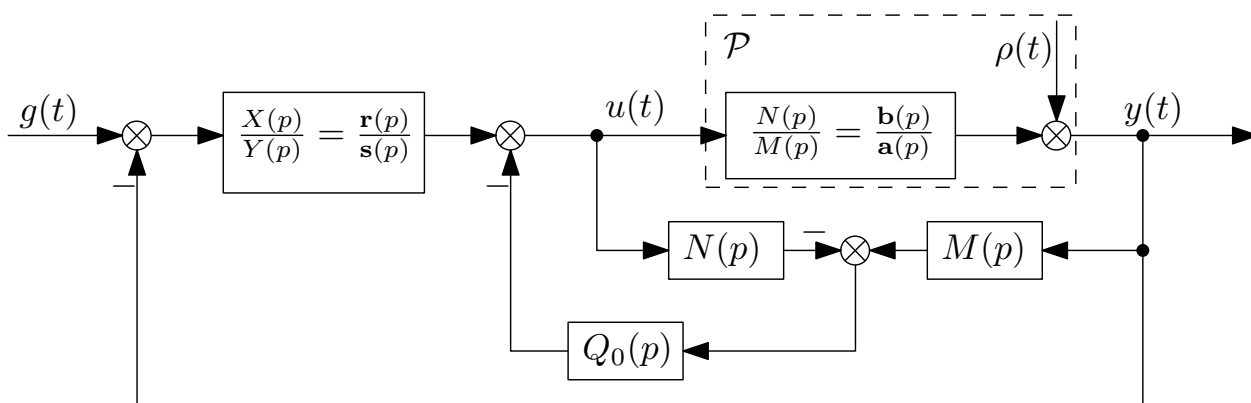 𝒫
ρ(t)
g(t)
X(p)/Y(p) = r(p)/s(p)
u(t)
N(p)/M(p) = b(p)/a(p)
y(t)
−
−
−
N(p)
M(p)
Q₀(p)